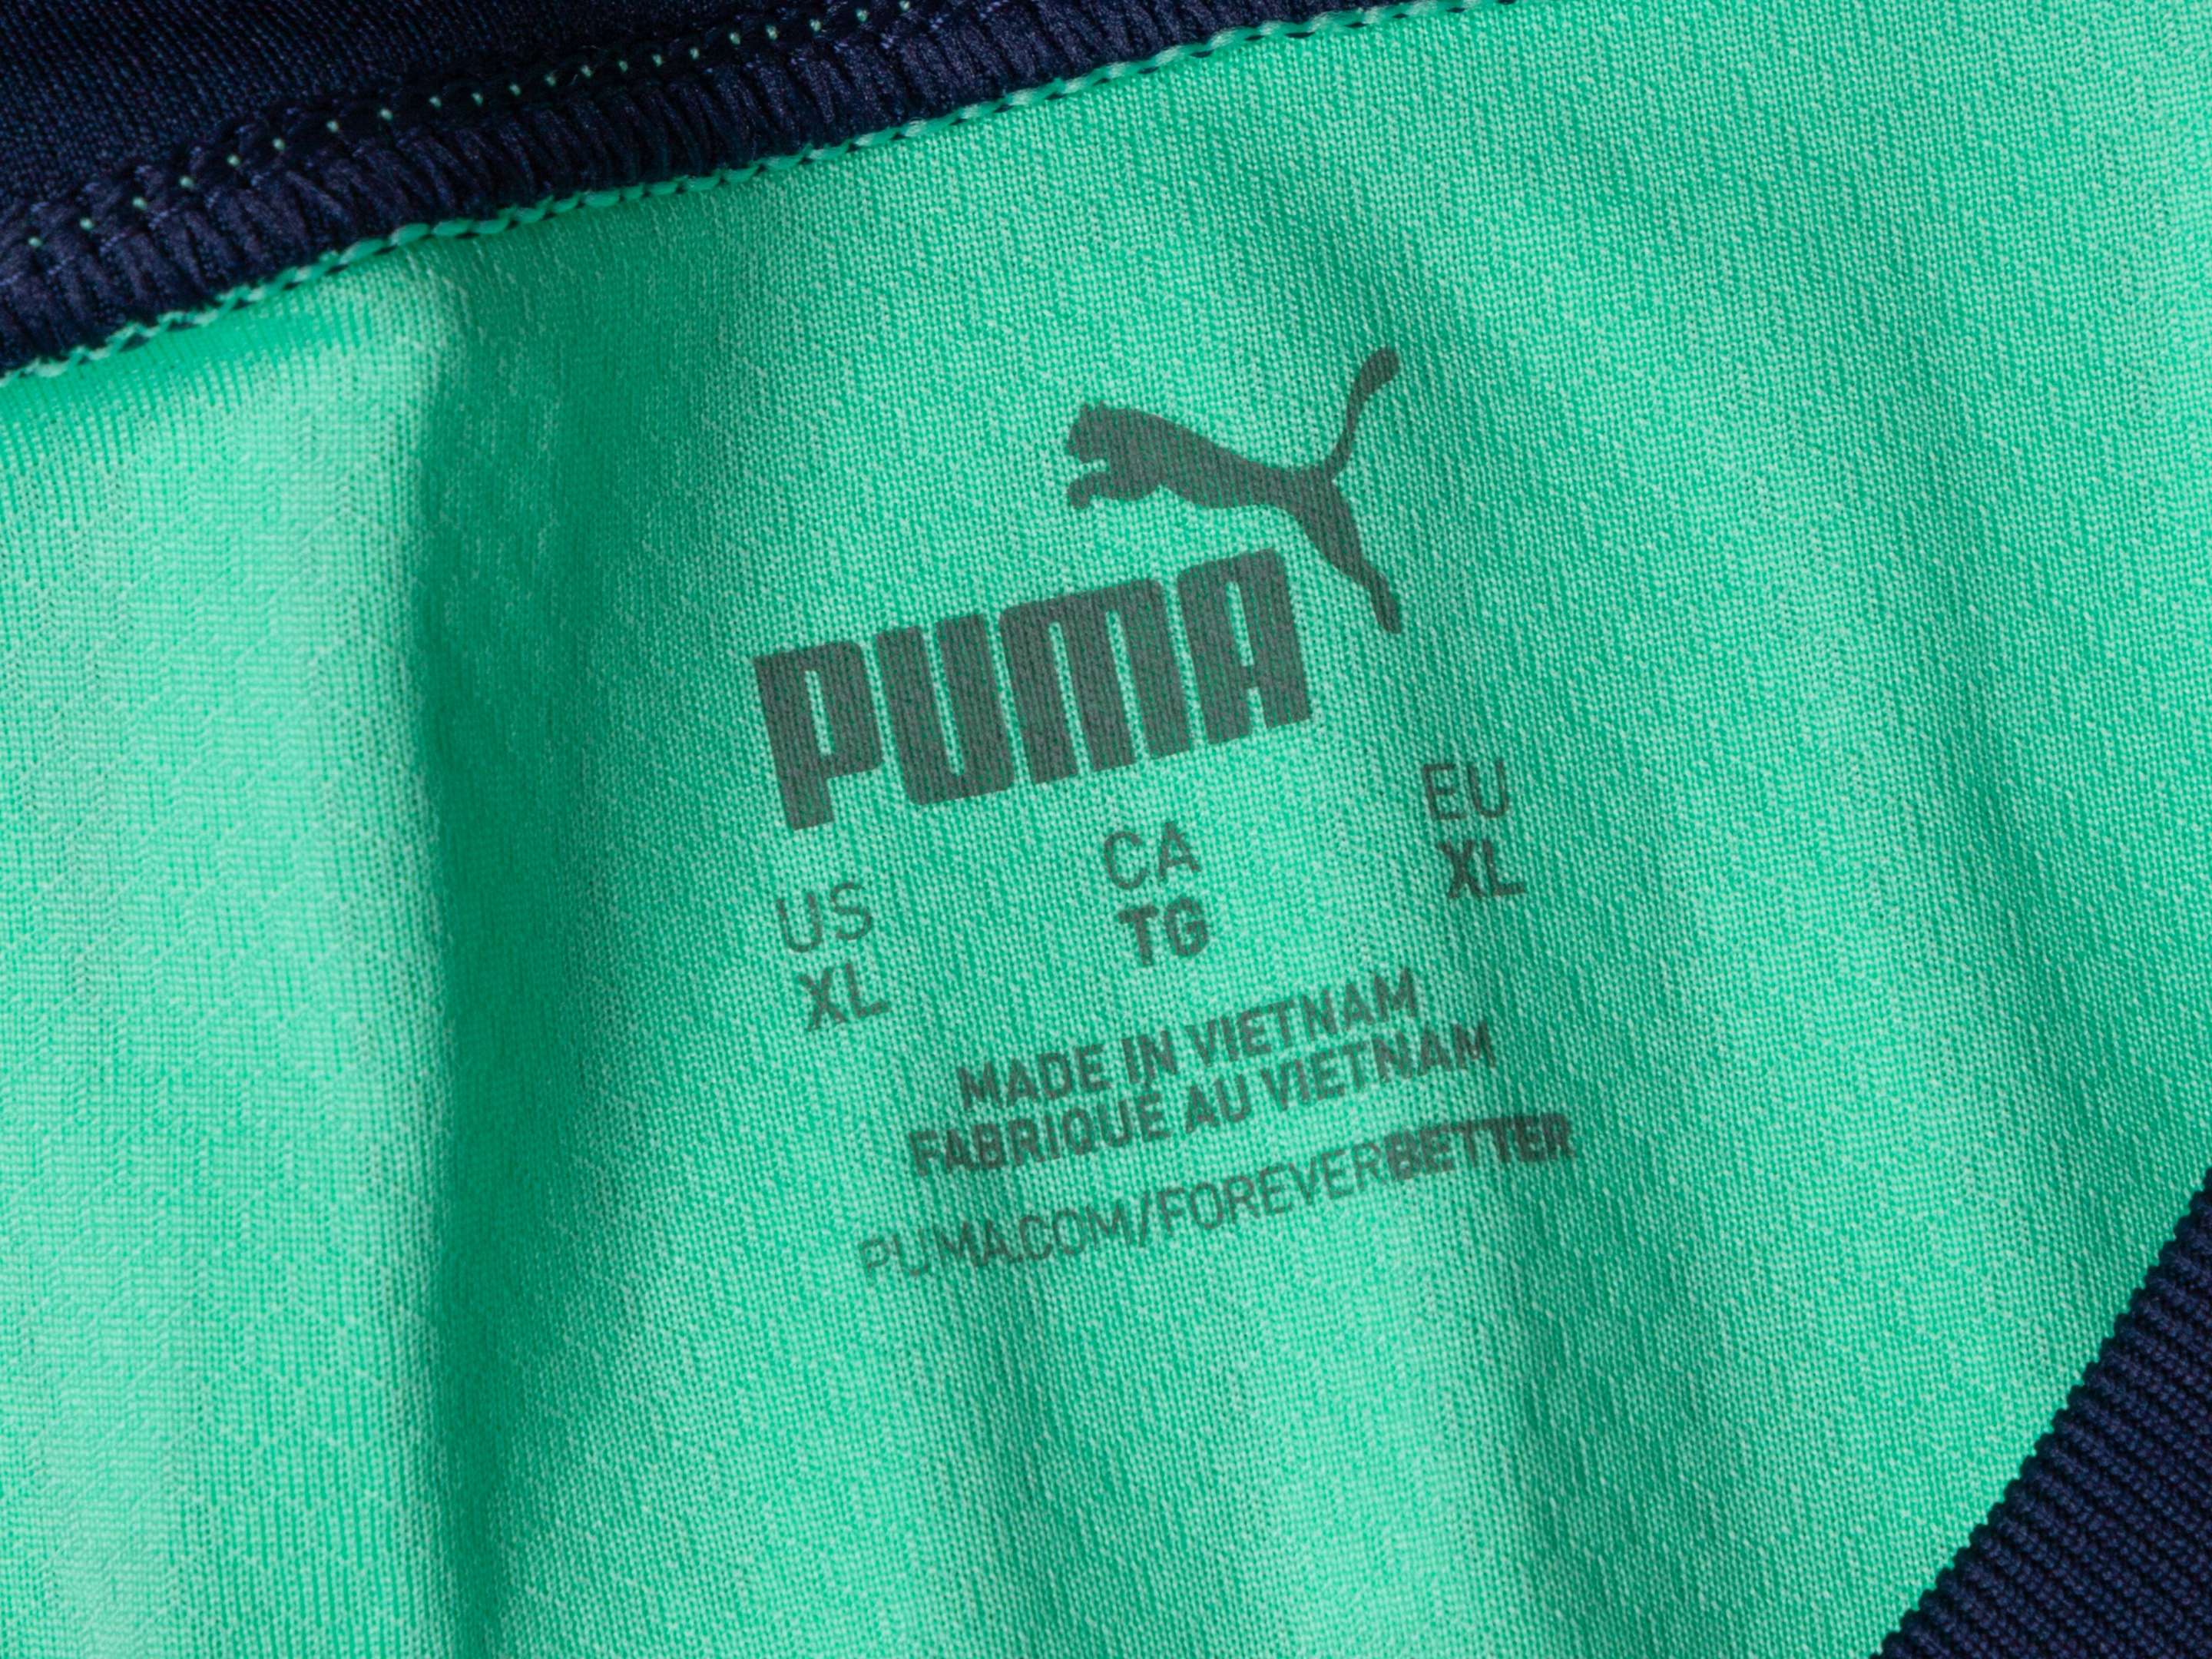 PUMA
US CA EU
XL TG XL
MADE IN VIETNAM
FABRIQUÉ AU VIETNAM
PUMA.COM/FOREVERBETTER